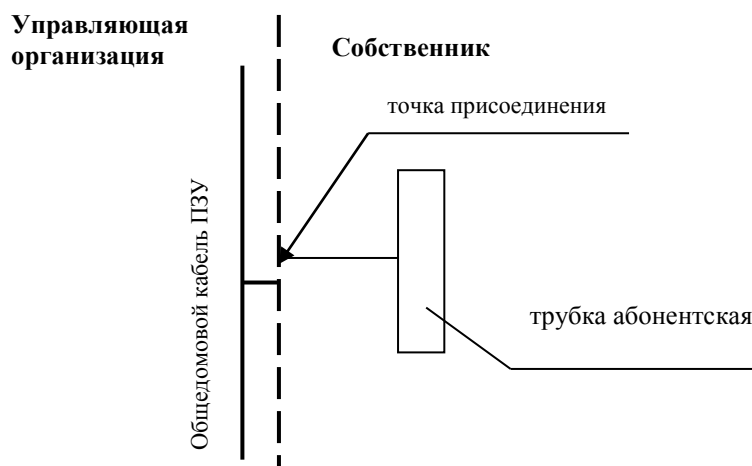 Управляющая
организация
Собственник
точка присоединения
Общедомовой кабель ПЗУ
трубка абонентская